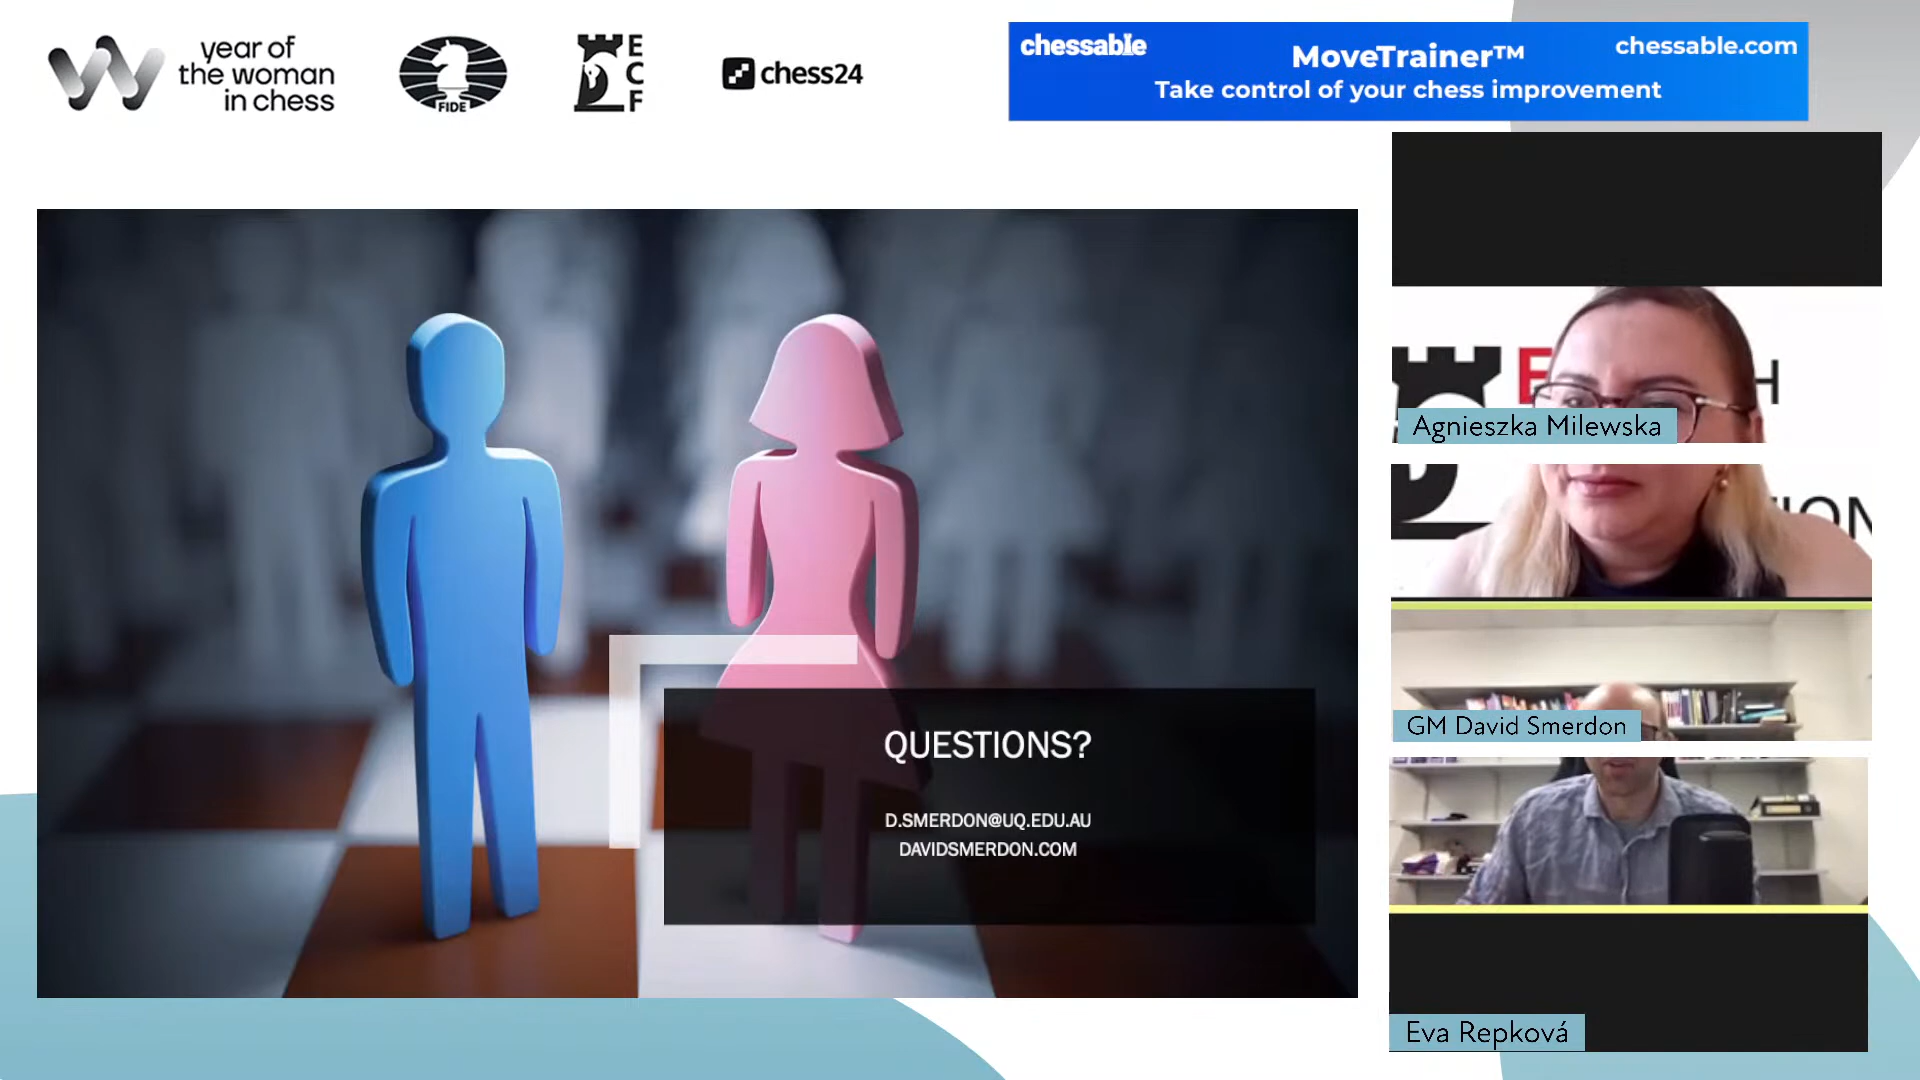 year of
the woman
in chess
FIDE
E
C
F
chess24
chessable
MoveTrainer™
Take control of your chess improvement
chessable.com
E
H
Agnieszka Milewska
ION
QUESTIONS?
D.SMERDON@UQ.EDU.AU
DAVIDSMERDON.COM
GM David Smerdon
Eva Repková